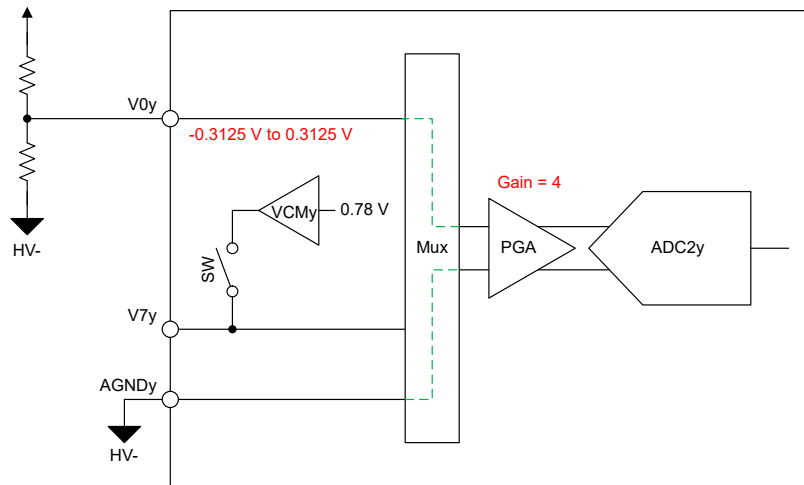 V0y
-0.3125 V to 0.3125 V
HV-
VCMy
0.78 V
SW
V7y
AGNDy
HV-
Mux
Gain = 4
PGA
ADC2y